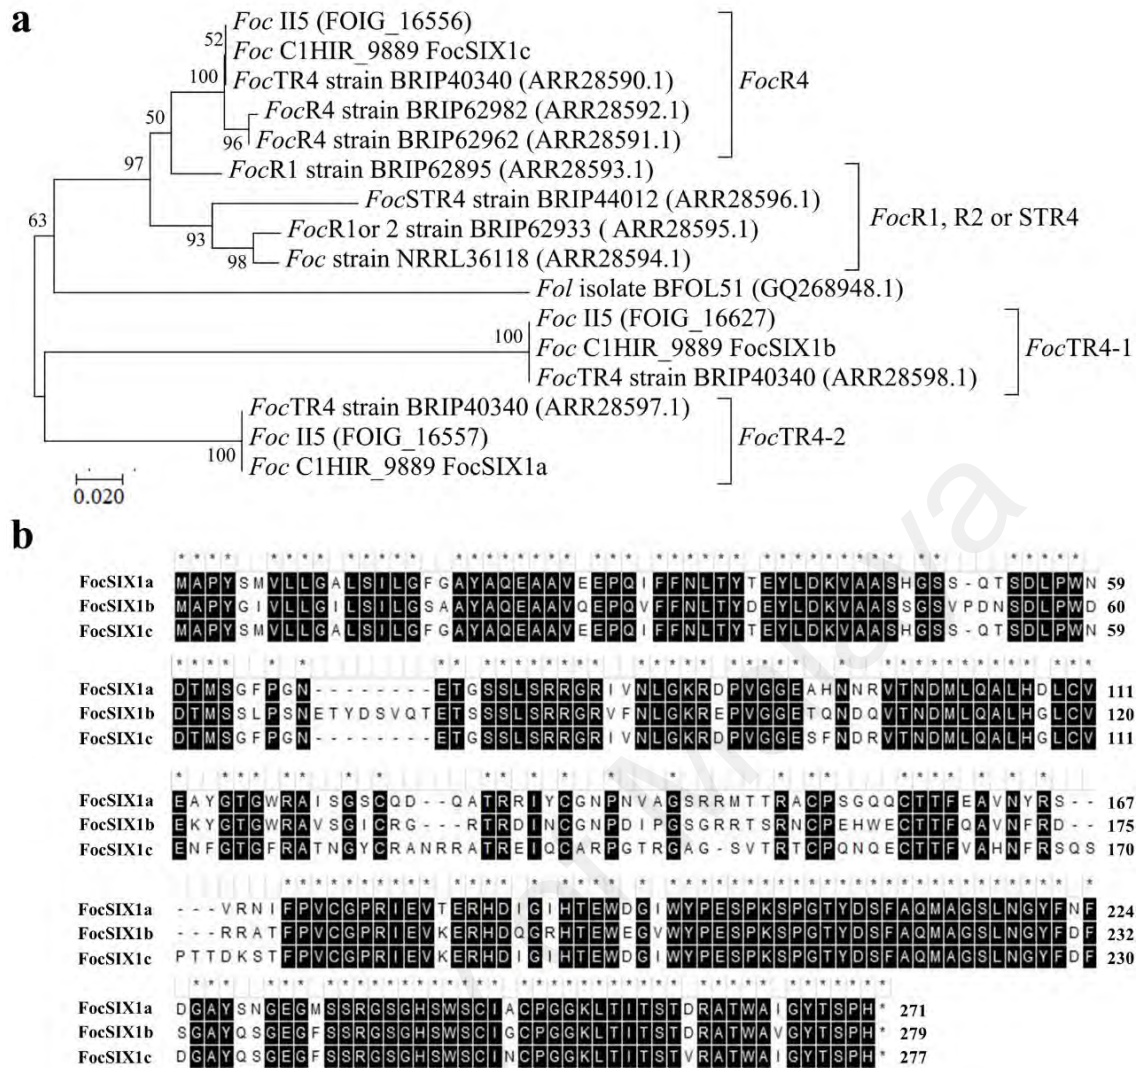 a
Foc II5 (FOIG_16556)
52
Foc C1HIR_9889 FocSIX1c
100
FocTR4 strain BRIP40340 (ARR28590.1)
FocR4
FocR4 strain BRIP62982 (ARR28592.1)
50
96
FocR4 strain BRIP62962 (ARR28591.1)
97
FocR1 strain BRIP62895 (ARR28593.1)
FocSTR4 strain BRIP44012 (ARR28596.1)
63
FocR1, R2 or STR4
93
FocR1or 2 strain BRIP62933 ( ARR28595.1)
98
Foc strain NRRL36118 (ARR28594.1)
Fol isolate BFOL51 (GQ268948.1)
Foc II5 (FOIG_16627)
100
Foc C1HIR_9889 FocSIX1b
FocTR4-1
FocTR4 strain BRIP40340 (ARR28598.1)
FocTR4 strain BRIP40340 (ARR28597.1)
Foc II5 (FOIG_16557)
FocTR4-2
100
Foc C1HIR_9889 FocSIX1a
0.020
b
FocSIX1a MAPYSMVLLGALSILGFGAYAQEAAVEEPQIFFNLTYTEYLDKVAASHGSS-QTSDLPWN 59
FocSIX1b MAPYGIVLLGILSILGSAAYAQEAAVQEPQVFFNLTYDEYLDKVAASSGSVPDNSDLPWD 60
FocSIX1c MAPYSMVLLGALSILGFGAYAQEAAVEEPQIFFNLTYTEYLDKVAASHGSS-QTSDLPWN 59
FocSIX1a DTMSGFPGN--------ETGSSLSRRGRIVNLGKRDPVGGEAHNNRVTNDMLQALHDLCV 111
FocSIX1b DTMSSLPSNETYDSVQTETSSSLSRRGRVFNLGKREPVGGETQNDQVTNDMLQALHGLCV 120
FocSIX1c DTMSGFPGN--------ETGSSLSRRGRIVNLGKRDPVGGESFNDRVTNDMLQALHGLCV 111
FocSIX1a EAYGTGWRAISGSCQD--QATRRIYCGNPNVAGSRRMTTRACPSGQQCTTFEAVNYRS-- 167
FocSIX1b EKYGTGWRAVSGICRG---RTRDINCGNPDIPGSGRRTSRNCPEHWECTTFQAVNFRD-- 175
FocSIX1c ENFGTGFRATNGYCRANRRATREIQCARPGTRGAG-SVTRTCPQNQECTTFVAHNFRSQS 170
FocSIX1a ---VRNIFPVCGPRIEVTERHDIGIHTEWDGIWYPESPKSPGTYDSFAQMAGSLNGYFNF 224
FocSIX1b ---RRATFPVCGPRIEVKERHDQGRHTEWEGVWYPESPKSPGTYDSFAQMAGSLNGYFDF 232
FocSIX1c PTTDKSTFPVCGPRIEVKERHDIGIHTEWDGIWYPESPKSPGTYDSFAQMAGSLNGYFDF 230
FocSIX1a DGAYSNGEGMSSRGSGHSWSCIACPGGKLTITSTDRATWAIGYTSPH* 271
FocSIX1b SGAYQSGEGFSSRGSGHSWSCIGCPGGKLTITSTDRATWAVGYTSPH* 279
FocSIX1c DGAYQSGEGFSSRGSGHSWSCINCPGGKLTITSTVRATWAIGYTSPH* 277